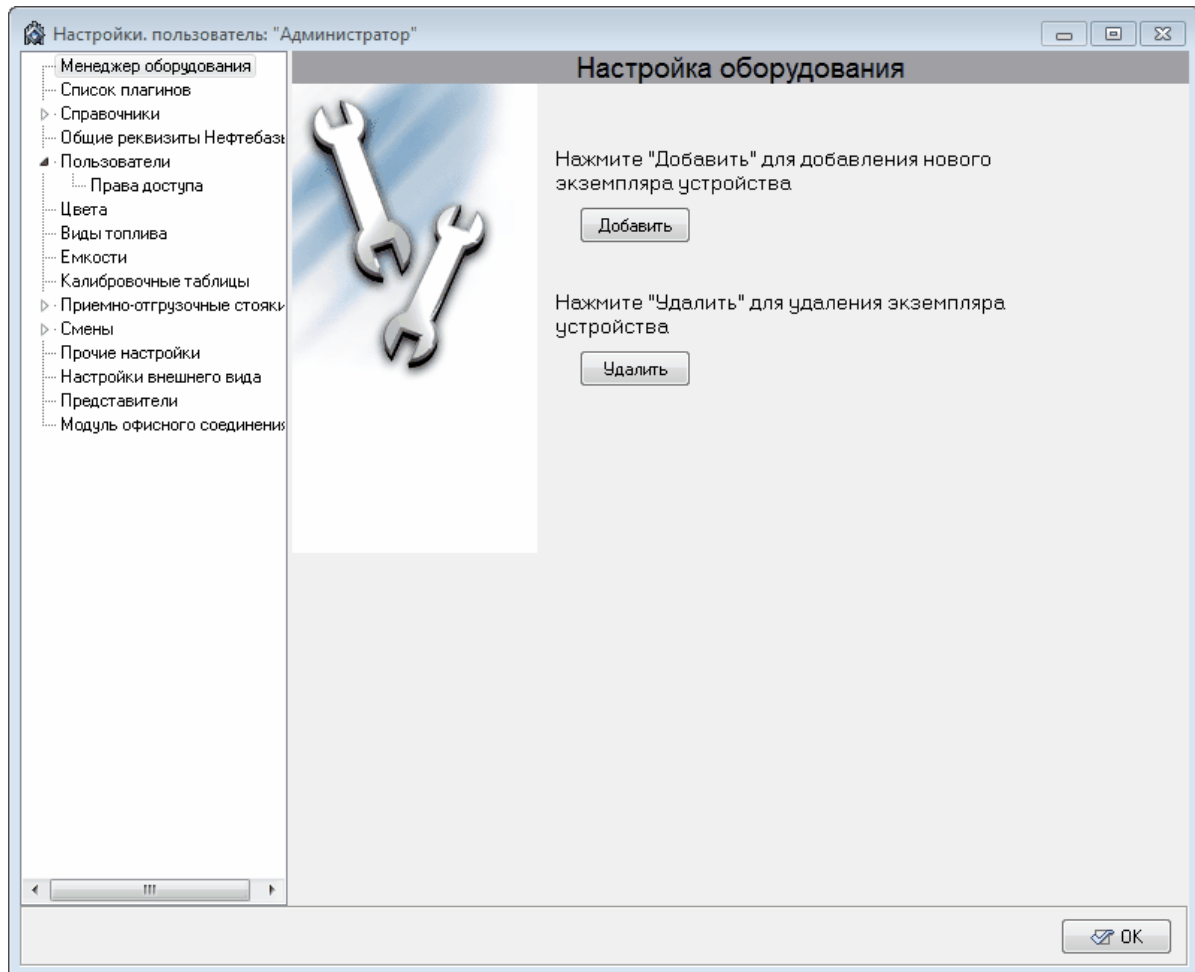 Настройки. пользователь: "Администратор"
Менеджер оборудования
Список плагинов
Справочники
Общие реквизиты Нефтебазы
Пользователи
Права доступа
Цвета
Виды топлива
Емкости
Калибровочные таблицы
Приемно-отгрузочные стояки
Смены
Прочие настройки
Настройки внешнего вида
Представители
Модуль офисного соединения
Настройка оборудования
Нажмите "Добавить" для добавления нового
экземпляра устройства
Добавить
Нажмите "Удалить" для удаления экземпляра
устройства
Удалить
OK